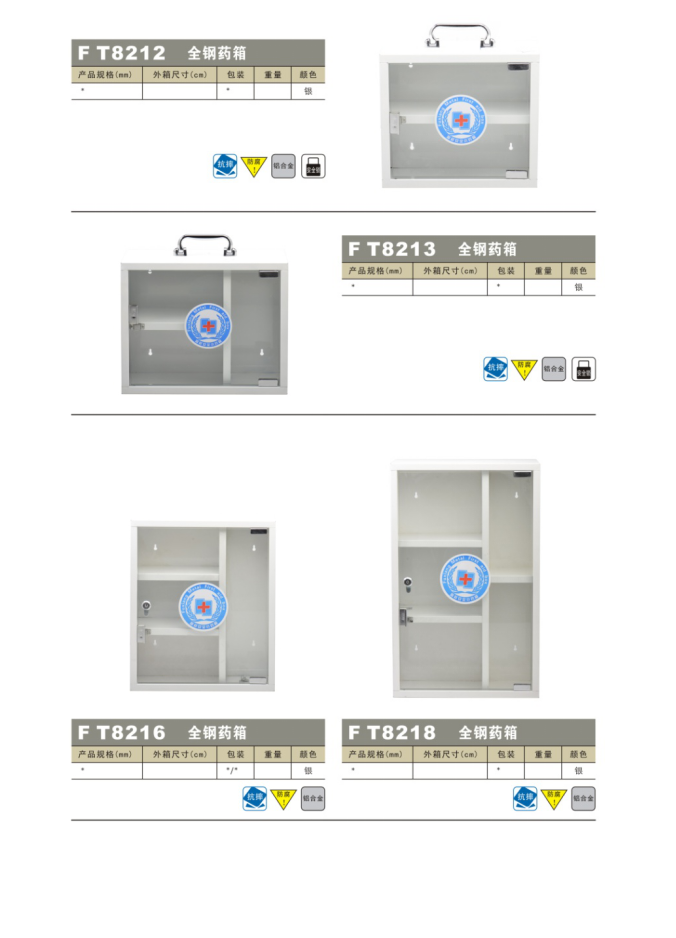 F T8212 全钢药箱
产品规格(mm) 外箱尺寸(cm) 包装 重量 颜色
* * 银
抗摔 防腐 ! 铝合金 安全锁
F T8213 全钢药箱
产品规格(mm) 外箱尺寸(cm) 包装 重量 颜色
* * 银
抗摔 防腐 ! 铝合金 安全锁
F T8216 全钢药箱
产品规格(mm) 外箱尺寸(cm) 包装 重量 颜色
* */* 银
抗摔 防腐 ! 铝合金
F T8218 全钢药箱
产品规格(mm) 外箱尺寸(cm) 包装 重量 颜色
* * 银
抗摔 防腐 ! 铝合金